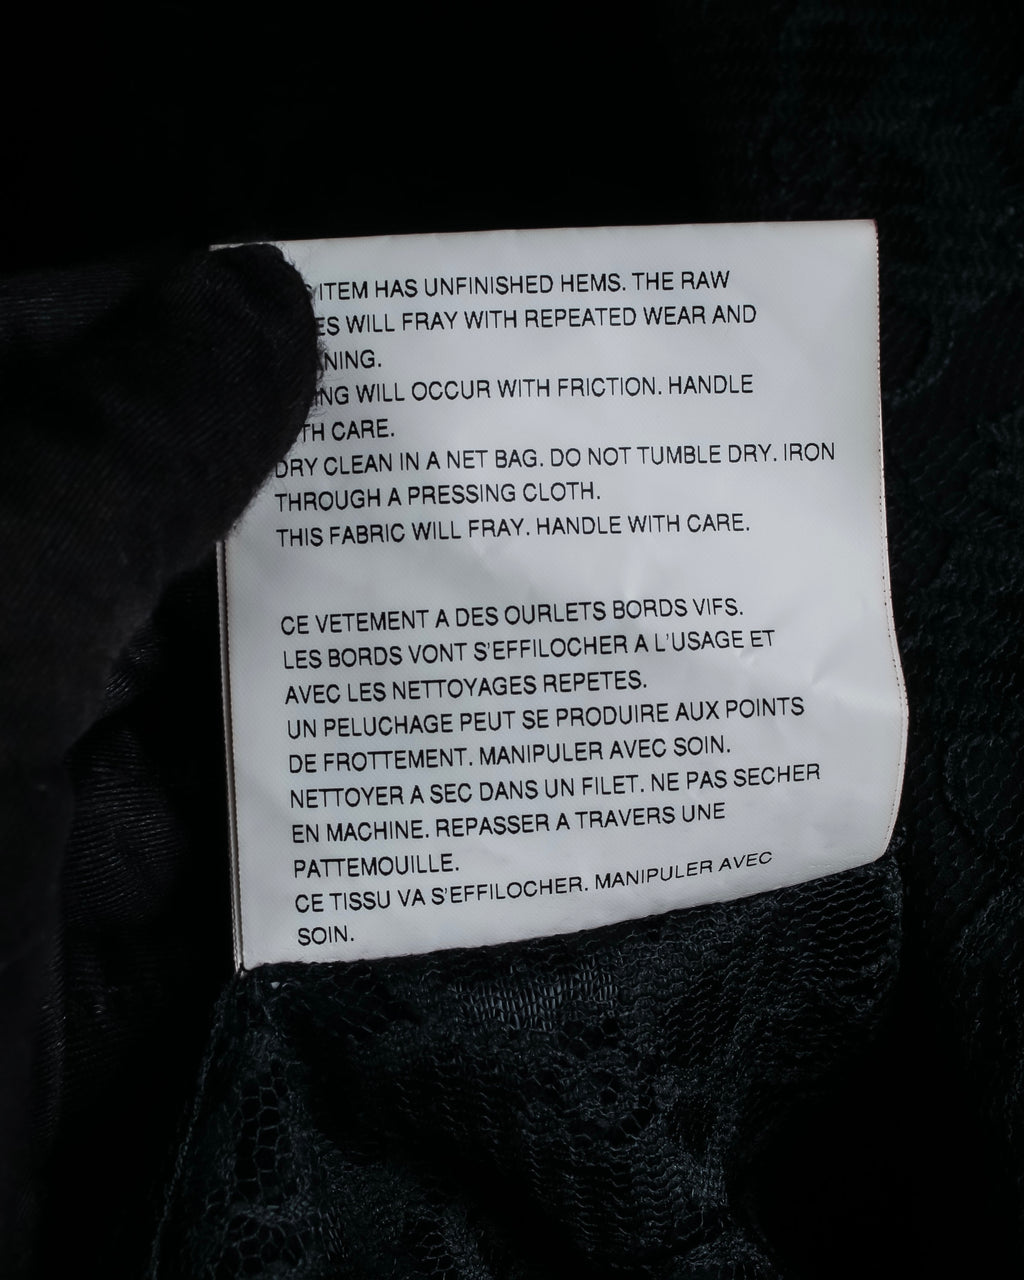 ITEM HAS UNFINISHED HEMS. THE RAW
WILL FRAY WITH REPEATED WEAR AND
WILL OCCUR WITH FRICTION. HANDLE
CARE.
DRY CLEAN IN A NET BAG. DO NOT TUMBLE DRY. IRON
THROUGH A PRESSING CLOTH.
THIS FABRIC WILL FRAY. HANDLE WITH CARE.
CE VETEMENT A DES OURLETS BORDS VIFS.
LES BORDS VONT S'EFFILOCHER A L'USAGE ET
AVEC LES NETTOYAGES REPETES.
UN PELUCHAGE PEUT SE PRODUIRE AUX POINTS
DE FROTTEMENT. MANIPULER AVEC SOIN.
NETTOYER A SEC DANS UN FILET. NE PAS SECHER
EN MACHINE. REPASSER A TRAVERS UNE
PATTEMOUILLE.
CE TISSU VA S'EFFILOCHER. MANIPULER AVEC
SOIN.